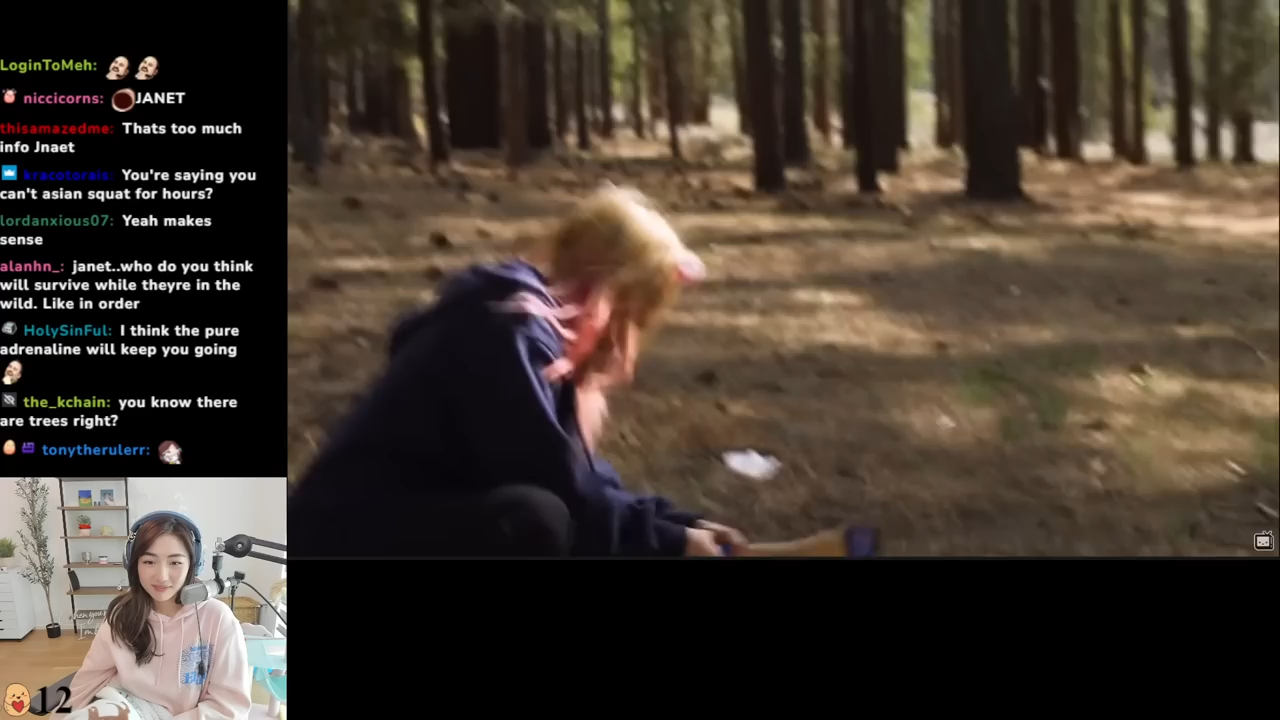 LoginToMeh:
niccicorns: JANET
thisamazedme: Thats too much
info Jnaet
kracotorais: You're saying you
can't asian squat for hours?
lordanxious07: Yeah makes
sense
alanhn_: janet..who do you think
will survive while theyre in the
wild. Like in order
HolySinFul: I think the pure
adrenaline will keep you going
the_kchain: you know there
are trees right?
tonytherulerr:
12